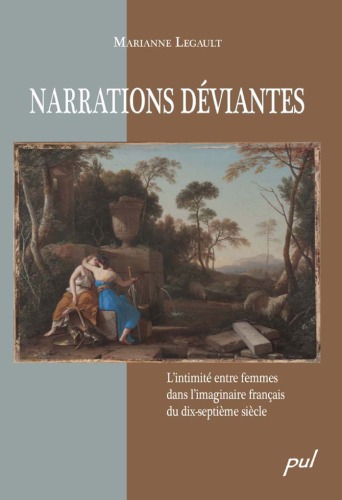 MARIANNE LEGAULT
NARRATIONS DÉVIANTES
L'intimité entre femmes
dans l'imaginaire français
du dix-septième siècle
pul